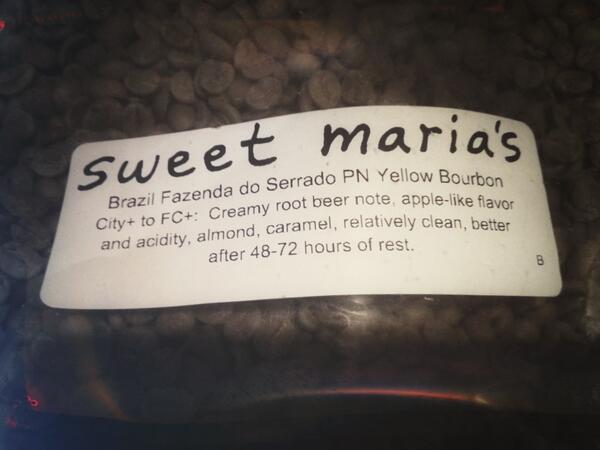 sweet maria's
Brazil Fazenda do Serrado PN Yellow Bourbon
City+ to FC+: Creamy root beer note, apple-like flavor
and acidity, almond, caramel, relatively clean, better
after 48-72 hours of rest.
B